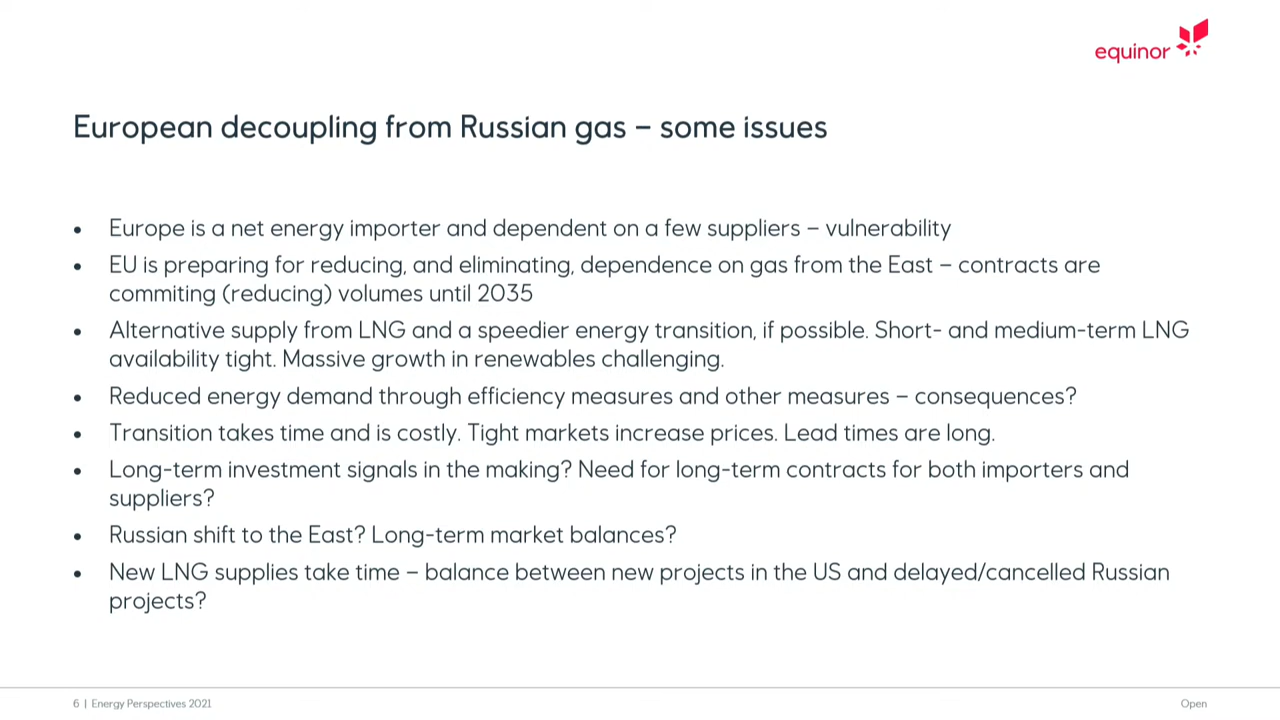 equinor
European decoupling from Russian gas – some issues
• Europe is a net energy importer and dependent on a few suppliers – vulnerability
• EU is preparing for reducing, and eliminating, dependence on gas from the East – contracts are
commiting (reducing) volumes until 2035
• Alternative supply from LNG and a speedier energy transition, if possible. Short- and medium-term LNG
availability tight. Massive growth in renewables challenging.
• Reduced energy demand through efficiency measures and other measures – consequences?
• Transition takes time and is costly. Tight markets increase prices. Lead times are long.
• Long-term investment signals in the making? Need for long-term contracts for both importers and
suppliers?
• Russian shift to the East? Long-term market balances?
• New LNG supplies take time – balance between new projects in the US and delayed/cancelled Russian
projects?
6 | Energy Perspectives 2021
Open